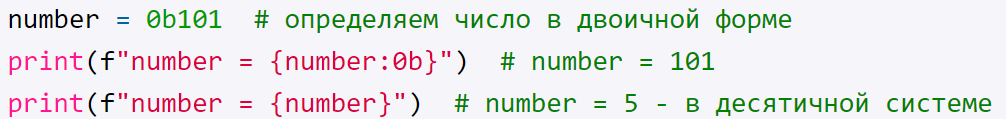 number = 0b101  # определяем число в двоичной форме
print(f"number = {number:0b}")  # number = 101
print(f"number = {number}")  # number = 5 - в десятичной системе